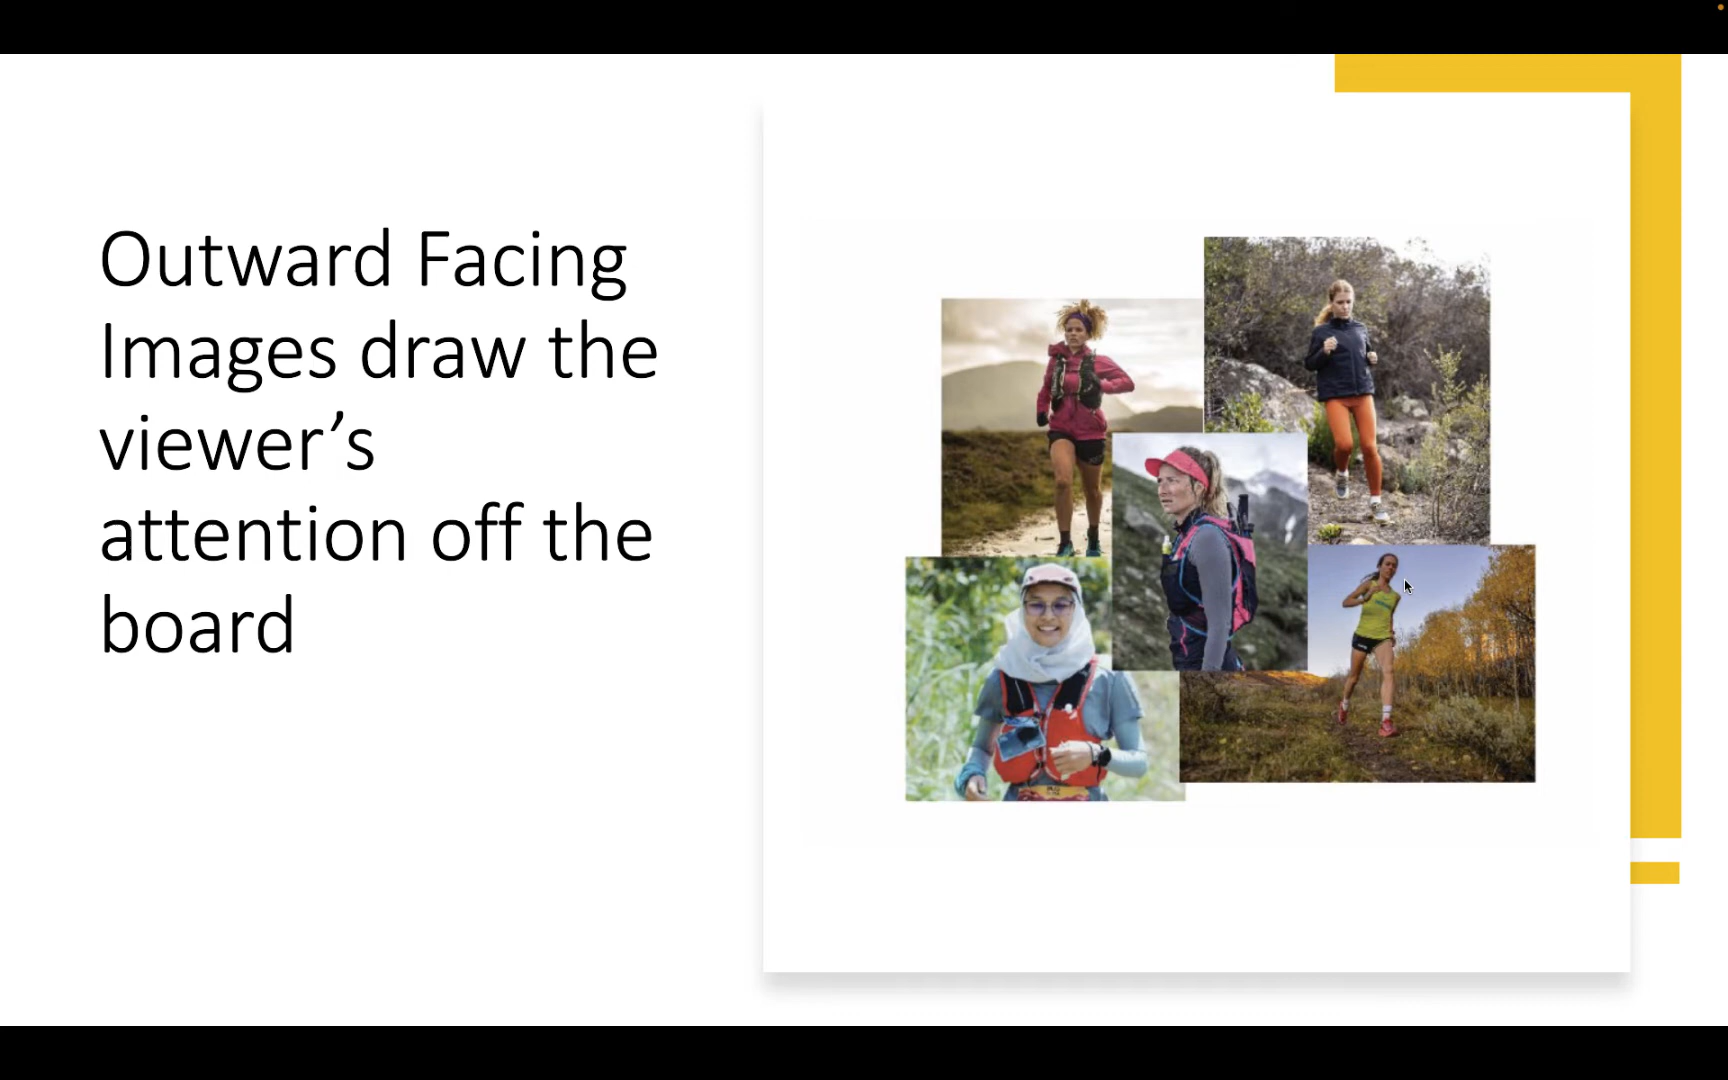 Outward Facing
Images draw the
viewer’s
attention off the
board